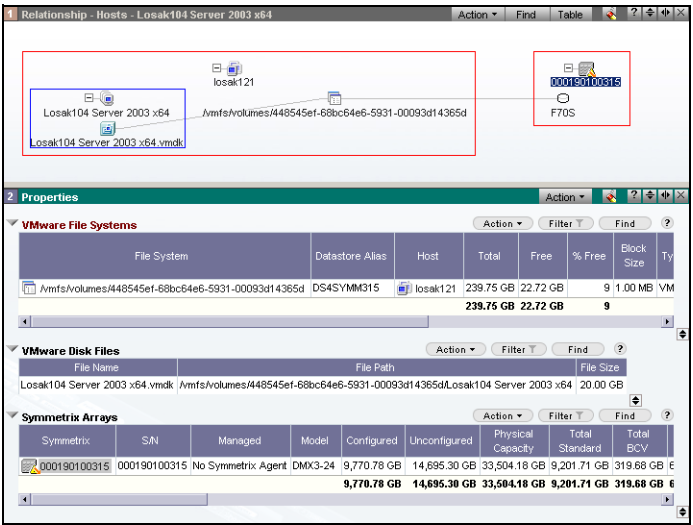 1 Relationship - Hosts - Losak104 Server 2003 x64 Action Find Table ?
losak121
000190100315
Losak104 Server 2003 x64 /vmfs/volumes/448545ef-68bc64e6-5931-00093d14365d F70S
Losak104 Server 2003 x64.vmdk
2 Properties Action ?
VMware File Systems Action Filter Find ?
File System Datastore Alias Host Total Free % Free Block Size Ty
/vmfs/volumes/448545ef-68bc64e6-5931-00093d14365d DS4SYMM315 losak121 239.75 GB 22.72 GB 9 1.00 MB VM
239.75 GB 22.72 GB 9
VMware Disk Files Action Filter Find ?
File Name File Path File Size
Losak104 Server 2003 x64.vmdk /vmfs/volumes/448545ef-68bc64e6-5931-00093d14365d/Losak104 Server 2003 x64 20.00 GB
Symmetrix Arrays Action Filter Find ?
Symmetrix S/N Managed Model Configured Unconfigured Physical Capacity Total Standard Total BCV
000190100315 000190100315 No Symmetrix Agent DMX3-24 9,770.78 GB 14,695.30 GB 33,504.18 GB 9,201.71 GB 319.68 GB 6
9,770.78 GB 14,695.30 GB 33,504.18 GB 9,201.71 GB 319.68 GB 6